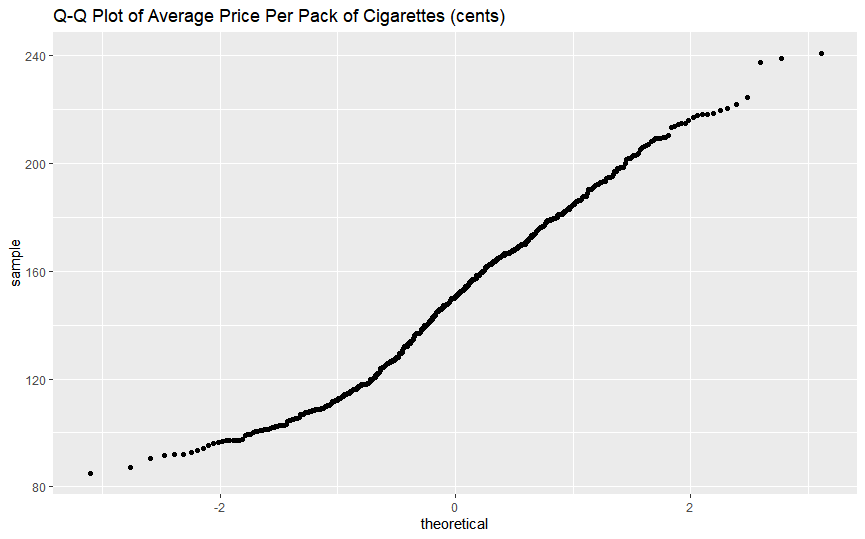 Q-Q Plot of Average Price Per Pack of Cigarettes (cents)
240
200
160
120
80
sample
-2
0
2
theoretical